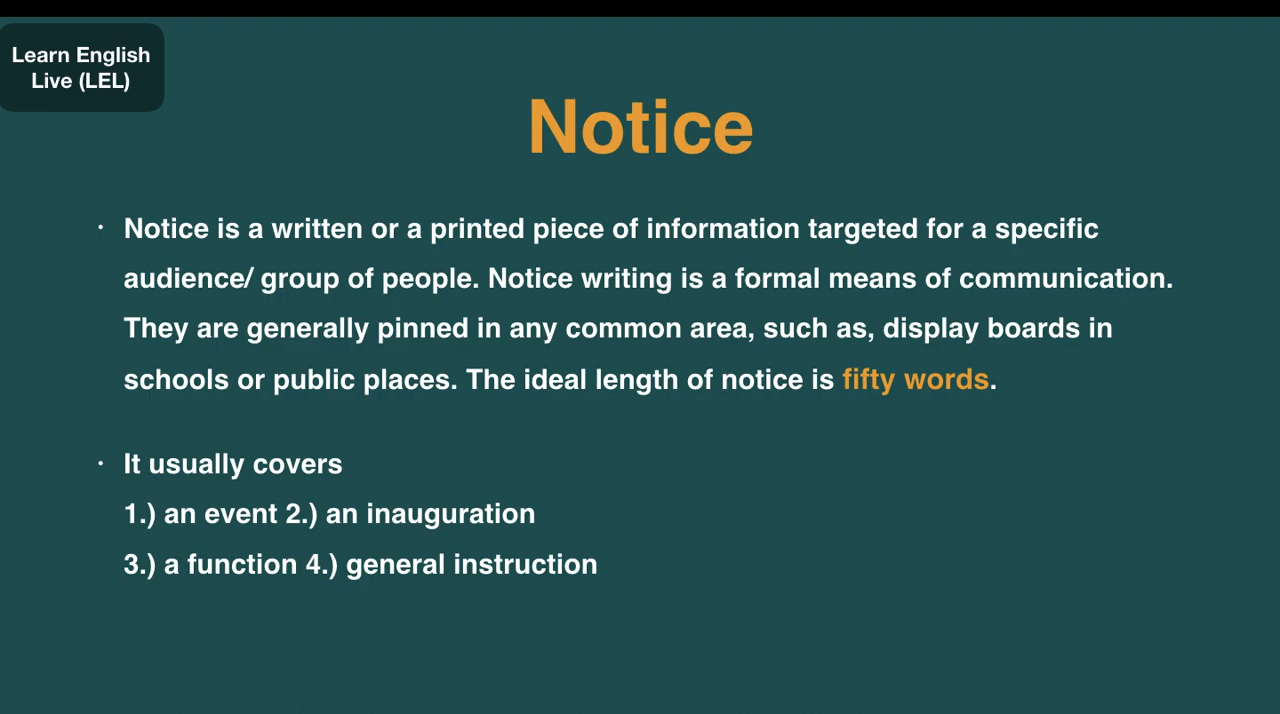 Learn English
Live (LEL)
Notice
· Notice is a written or a printed piece of information targeted for a specific
audience/ group of people. Notice writing is a formal means of communication.
They are generally pinned in any common area, such as, display boards in
schools or public places. The ideal length of notice is fifty words.
· It usually covers
1.) an event 2.) an inauguration
3.) a function 4.) general instruction